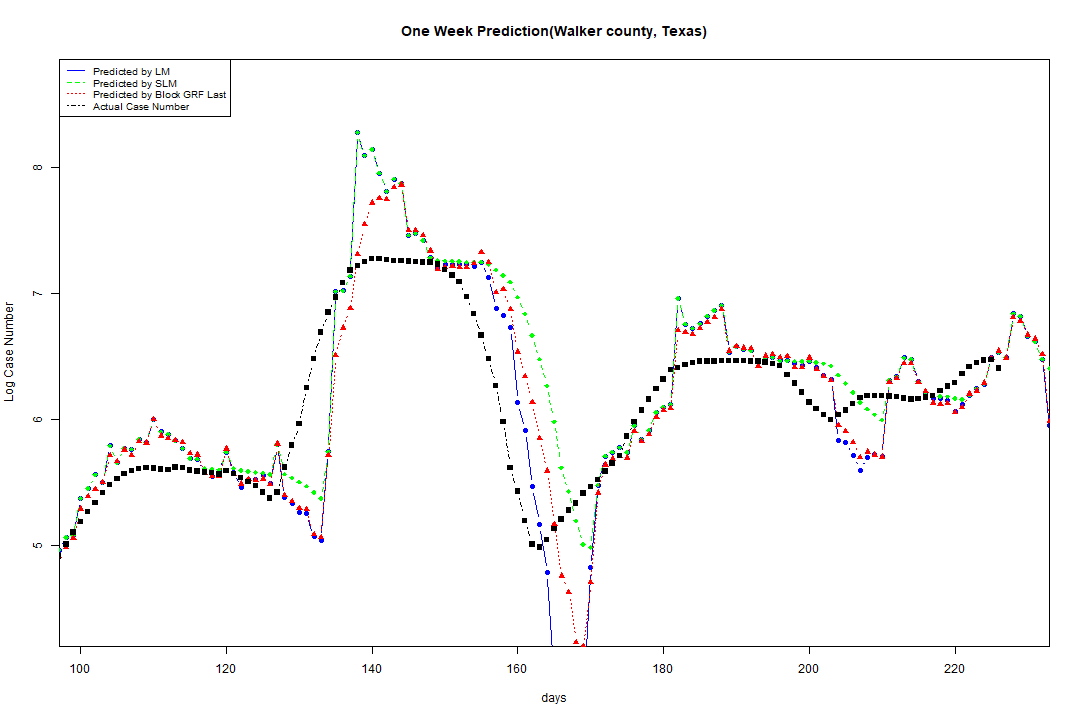 One Week Prediction(Walker county, Texas)
Predicted by LM
Predicted by SLM
Predicted by Block GRF Last
Actual Case Number
8
7
6
5
Log Case Number
100 120 140 160 180 200 220
days